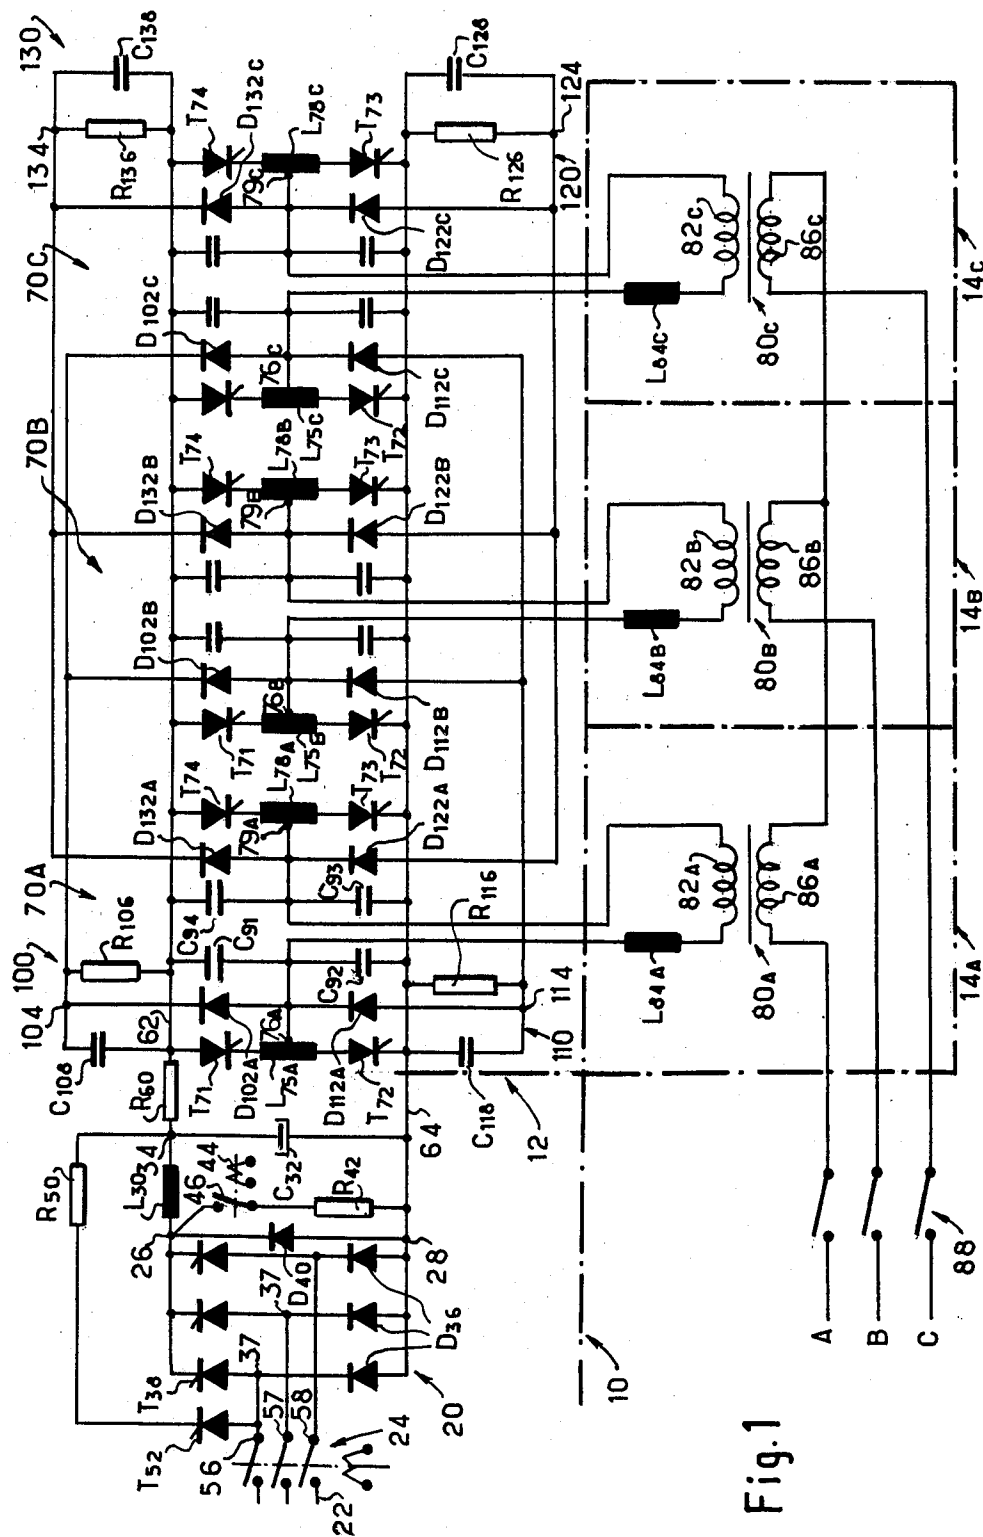 130
C138
134
R136
T74
D132C
L78C
79C
T73
C128
124
R126
120
70C
D122C
D102C
76C
L75C
D112C
T72
70B
T74
D132B
L78B
79B
T73
D122B
D102B
76B
L75B
T71
D112B
T72
T74
D132A
L78A
79A
T73
D122A
70A
R106
C94
C93
C91
C92
R116
100
104
62
C108
T71
D102A
76A
L75A
D112A
T72
114
110
C118
12
64
R60
R50
34
L30
C32
44
46
R42
26
D40
28
37
37
D36
T38
T52
20
56
57
58
24
22
10
82C
86C
L84C
80C
14C
82B
86B
L84B
80B
14B
82A
86A
L84A
80A
14A
A
B
C
88
Fig.1